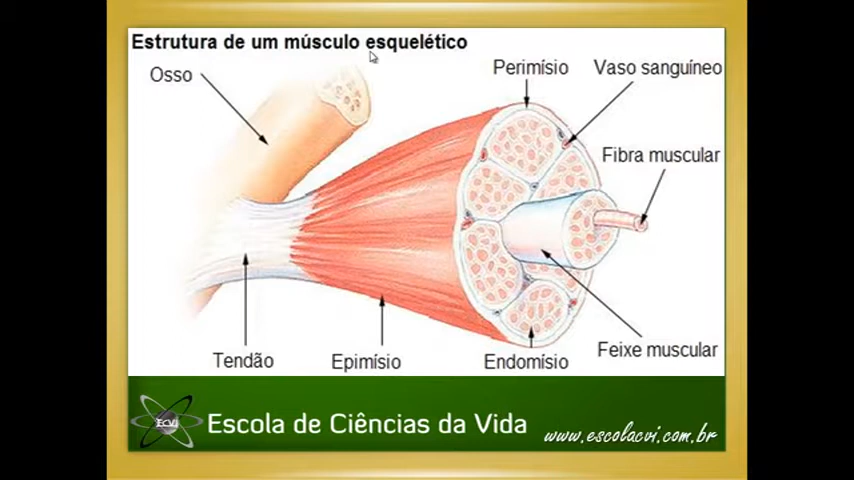 Estrutura de um músculo esquelético
Osso
Perimísio
Vaso sanguíneo
Fibra muscular
Tendão
Epimísio
Endomísio
Feixe muscular
ECVI
Escola de Ciências da Vida
www.escolacvi.com.br